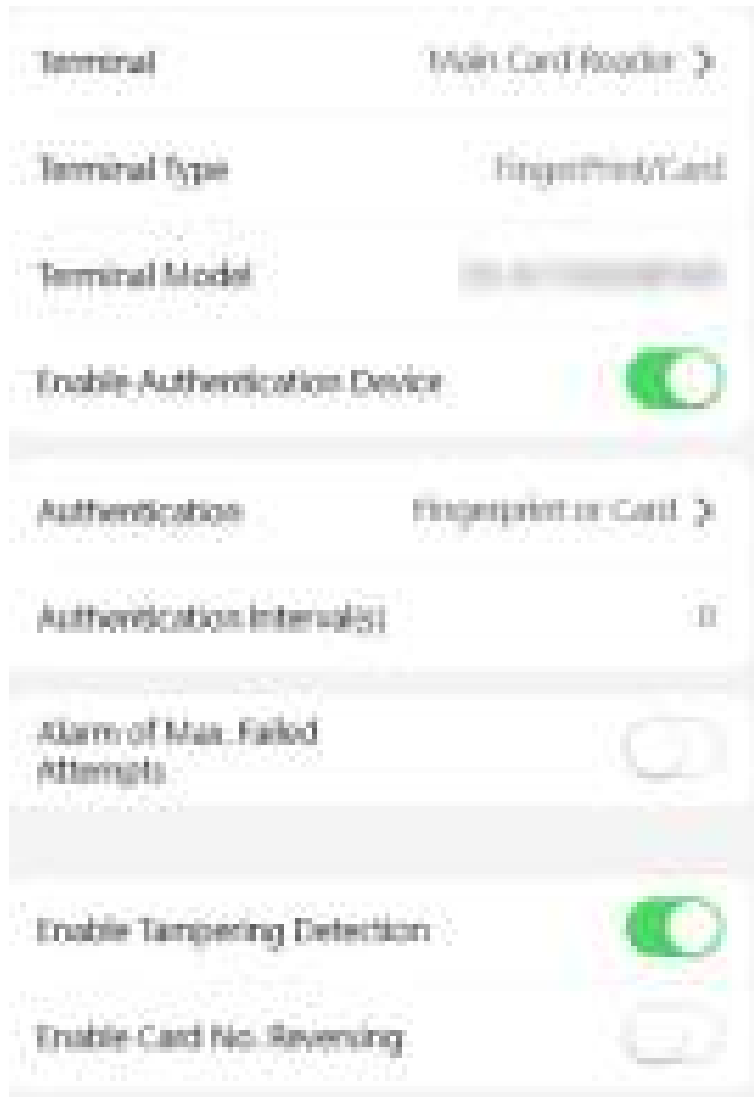 Terminal
Main Card Reader
Terminal Type
FingerPrint/Card
Terminal Model
Enable Authentication Device
Authentication
Fingerprint or Card
Authentication Interval(s)
0
Alarm of Max. Failed
Attempts
Enable Tampering Detection
Enable Card No. Reversing